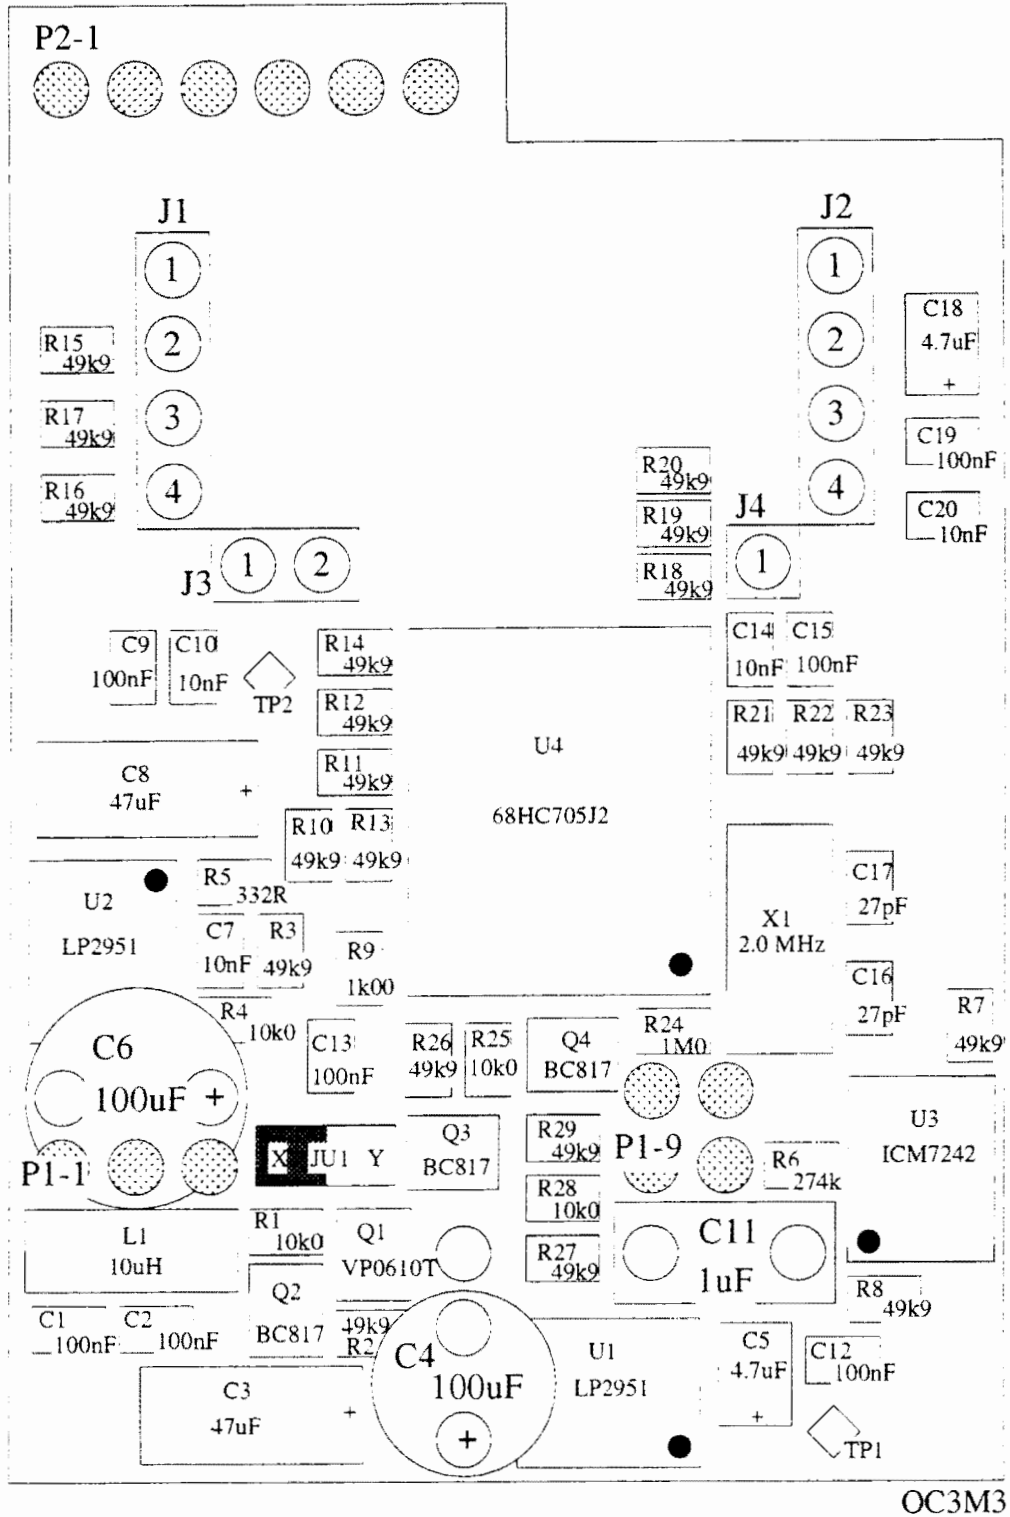 P2-1
J1
J2
1
1
C18
4.7uF
+
R15
49k9
2
2
R17
49k9
3
3
C19
100nF
R20
49k9
R16
49k9
4
4
J4
C20
10nF
R19
49k9
R18
49k9
J3
1
2
1
C9
100nF
C10
10nF
TP2
R14
49k9
C14
10nF
C15
100nF
R12
49k9
R21
49k9
R22
49k9
R23
49k9
U4
68HC705J2
R11
49k9
C8
47uF
+
R10
49k9
R13
49k9
C17
27pF
R5
332R
U2
LP2951
X1
2.0 MHz
C7
10nF
R3
49k9
R9
1k00
C16
27pF
R7
49k9
R4
10k0
C6
100uF
+
C13
100nF
R26
49k9
R25
10k0
Q4
BC817
R24
1M0
U3
ICM7242
Q3
BC817
R29
49k9
P1-9
P1-1
X
JU1
Y
R6
274k
R28
10k0
L1
10uH
R1
10k0
Q1
VP0610T
C11
1uF
R27
49k9
Q2
BC817
R8
49k9
C1
100nF
C2
100nF
49k9
R2
C4
100uF
+
U1
LP2951
C5
4.7uF
+
C12
100nF
C3
47uF
+
TP1
OC3M3